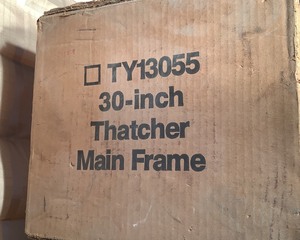 ☐ TY13055
30-inch
Thatcher
Main Frame